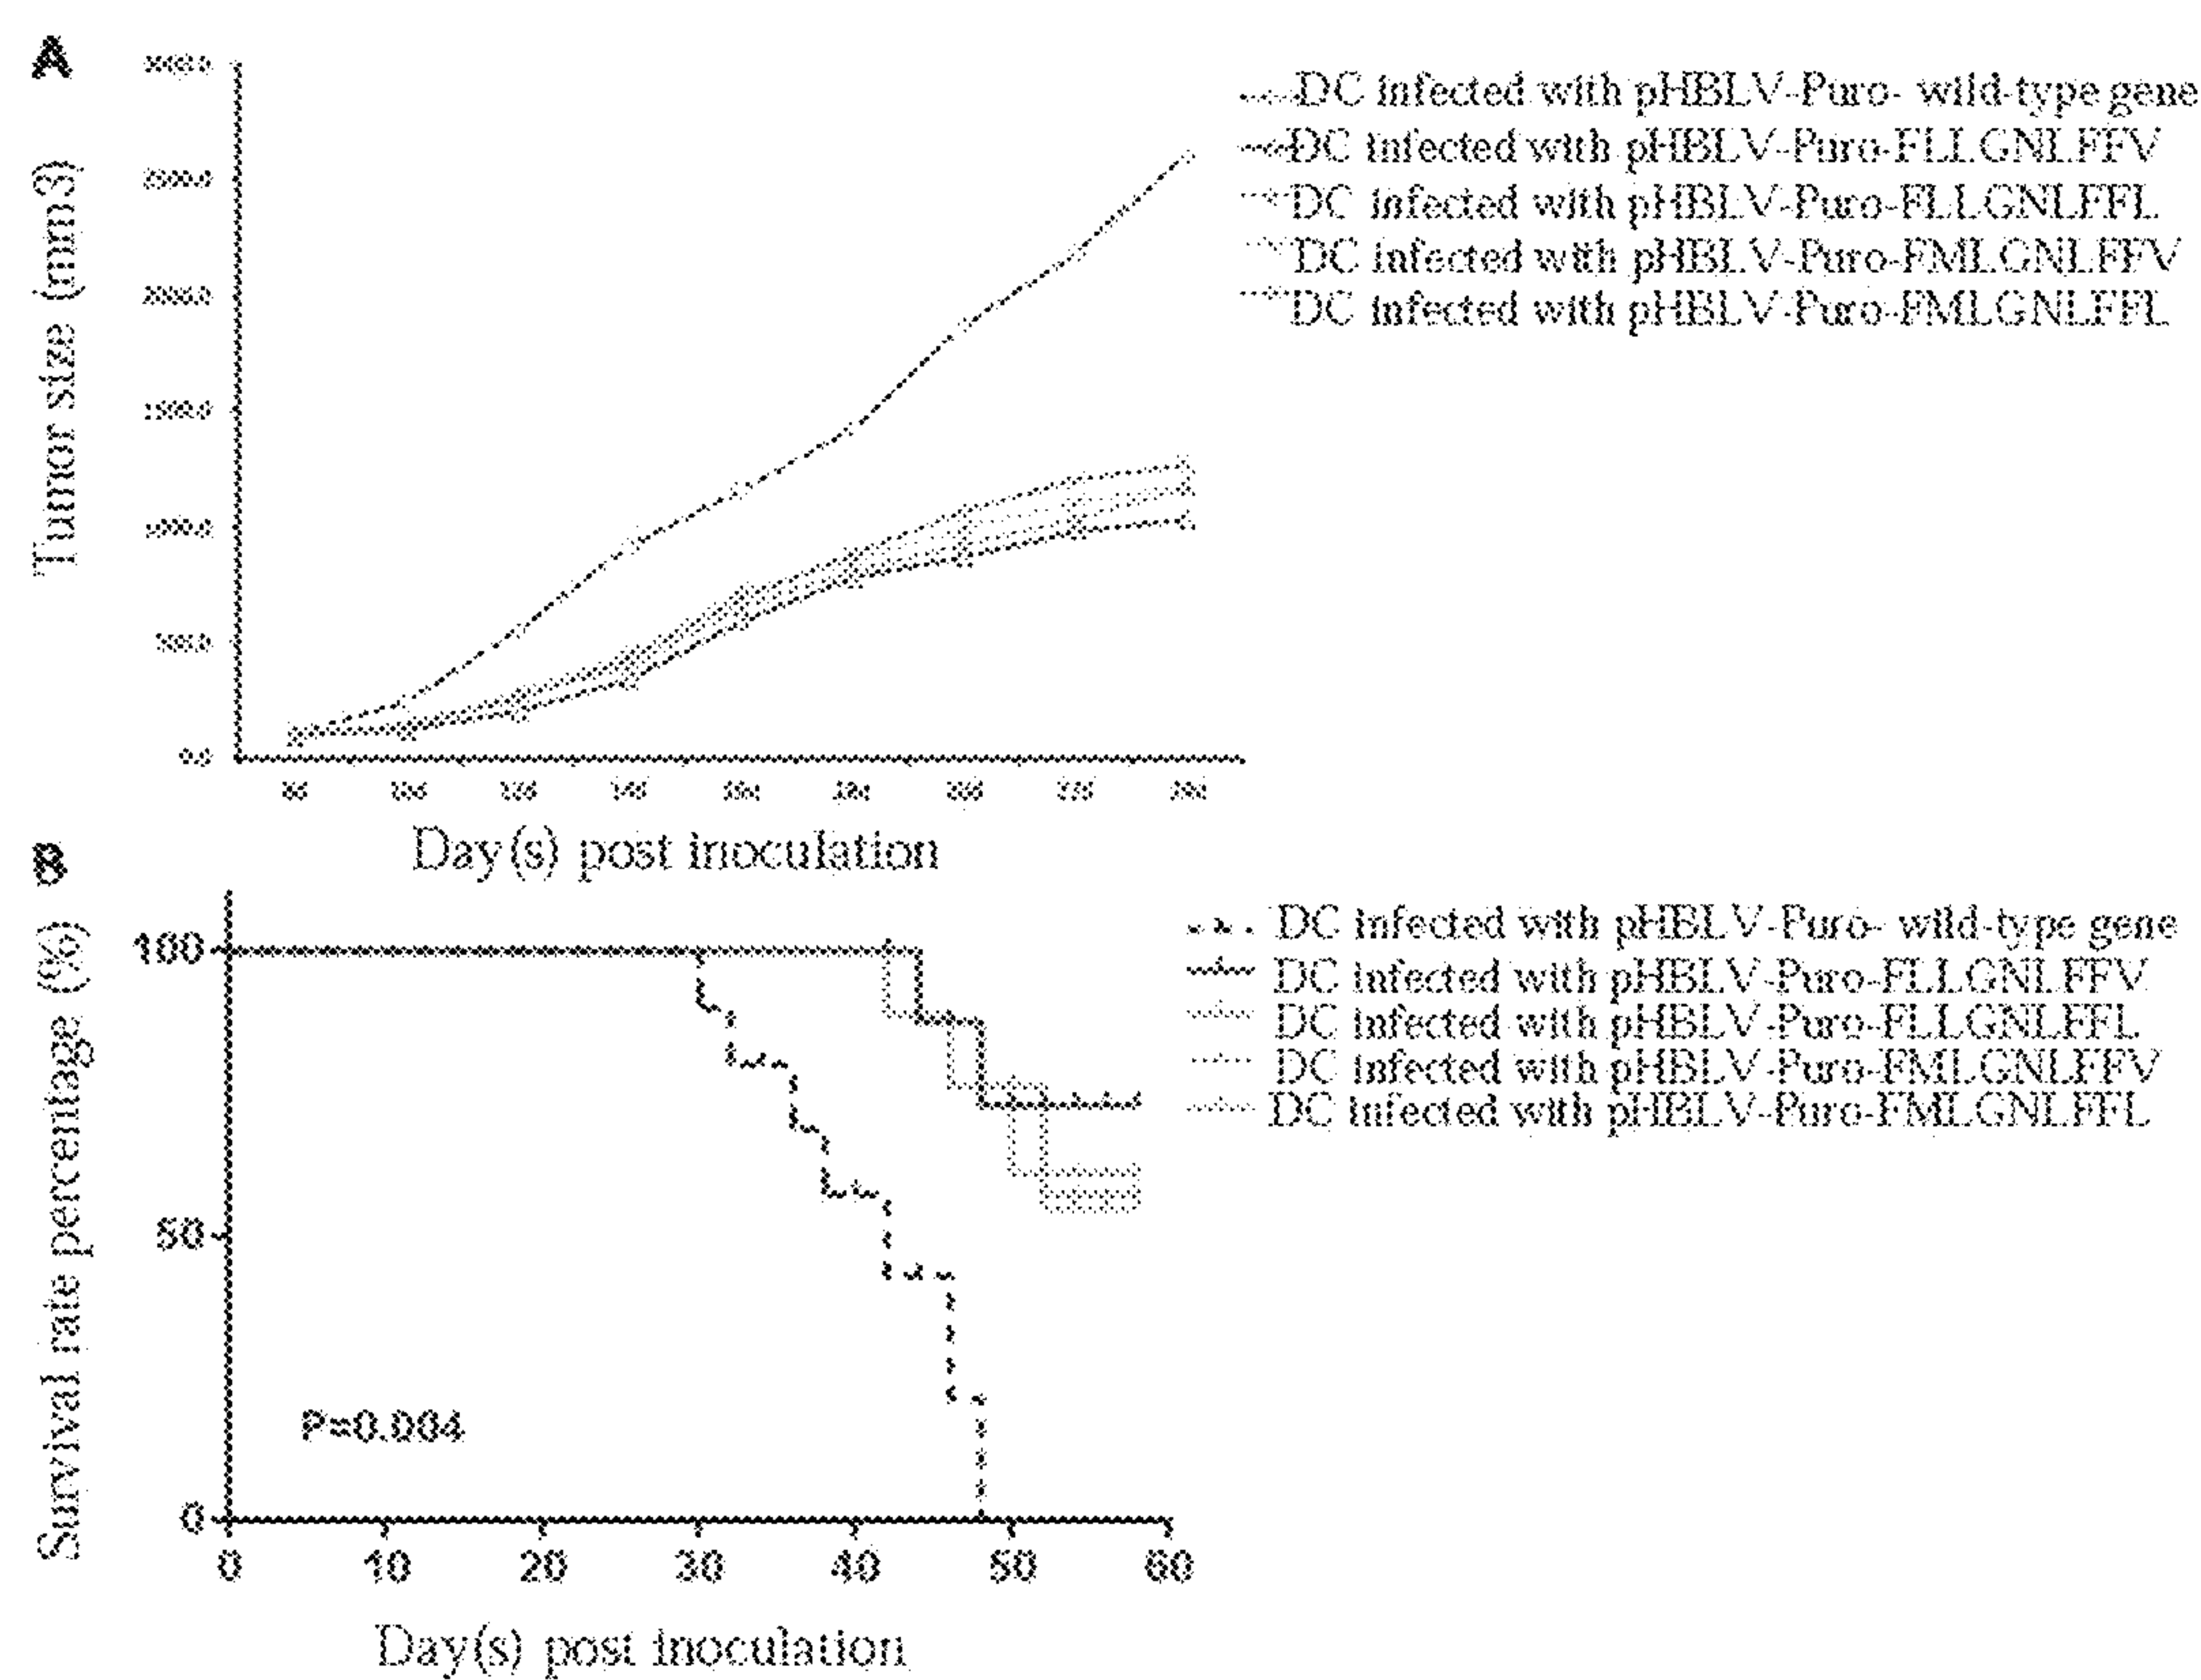 A
Tumor size (mm3)
DC infected with pHBLV-Puro- wild-type gene
DC infected with pHBLV-Puro-FLLGNLFFV
DC infected with pHBLV-Puro-FLLGNLFFL
DC infected with pHBLV-Puro-FMLGNLFFV
DC infected with pHBLV-Puro-FMLGNLFFL
0.0
Day(s) post inoculation
B
Survival rate percentage (%)
100
50
0
DC infected with pHBLV-Puro- wild-type gene
DC infected with pHBLV-Puro-FLLGNLFFV
DC infected with pHBLV-Puro-FLLGNLFFL
DC infected with pHBLV-Puro-FMLGNLFFV
DC infected with pHBLV-Puro-FMLGNLFFL
P=0.004
0 10 20 30 40 50 60
Day(s) post inoculation